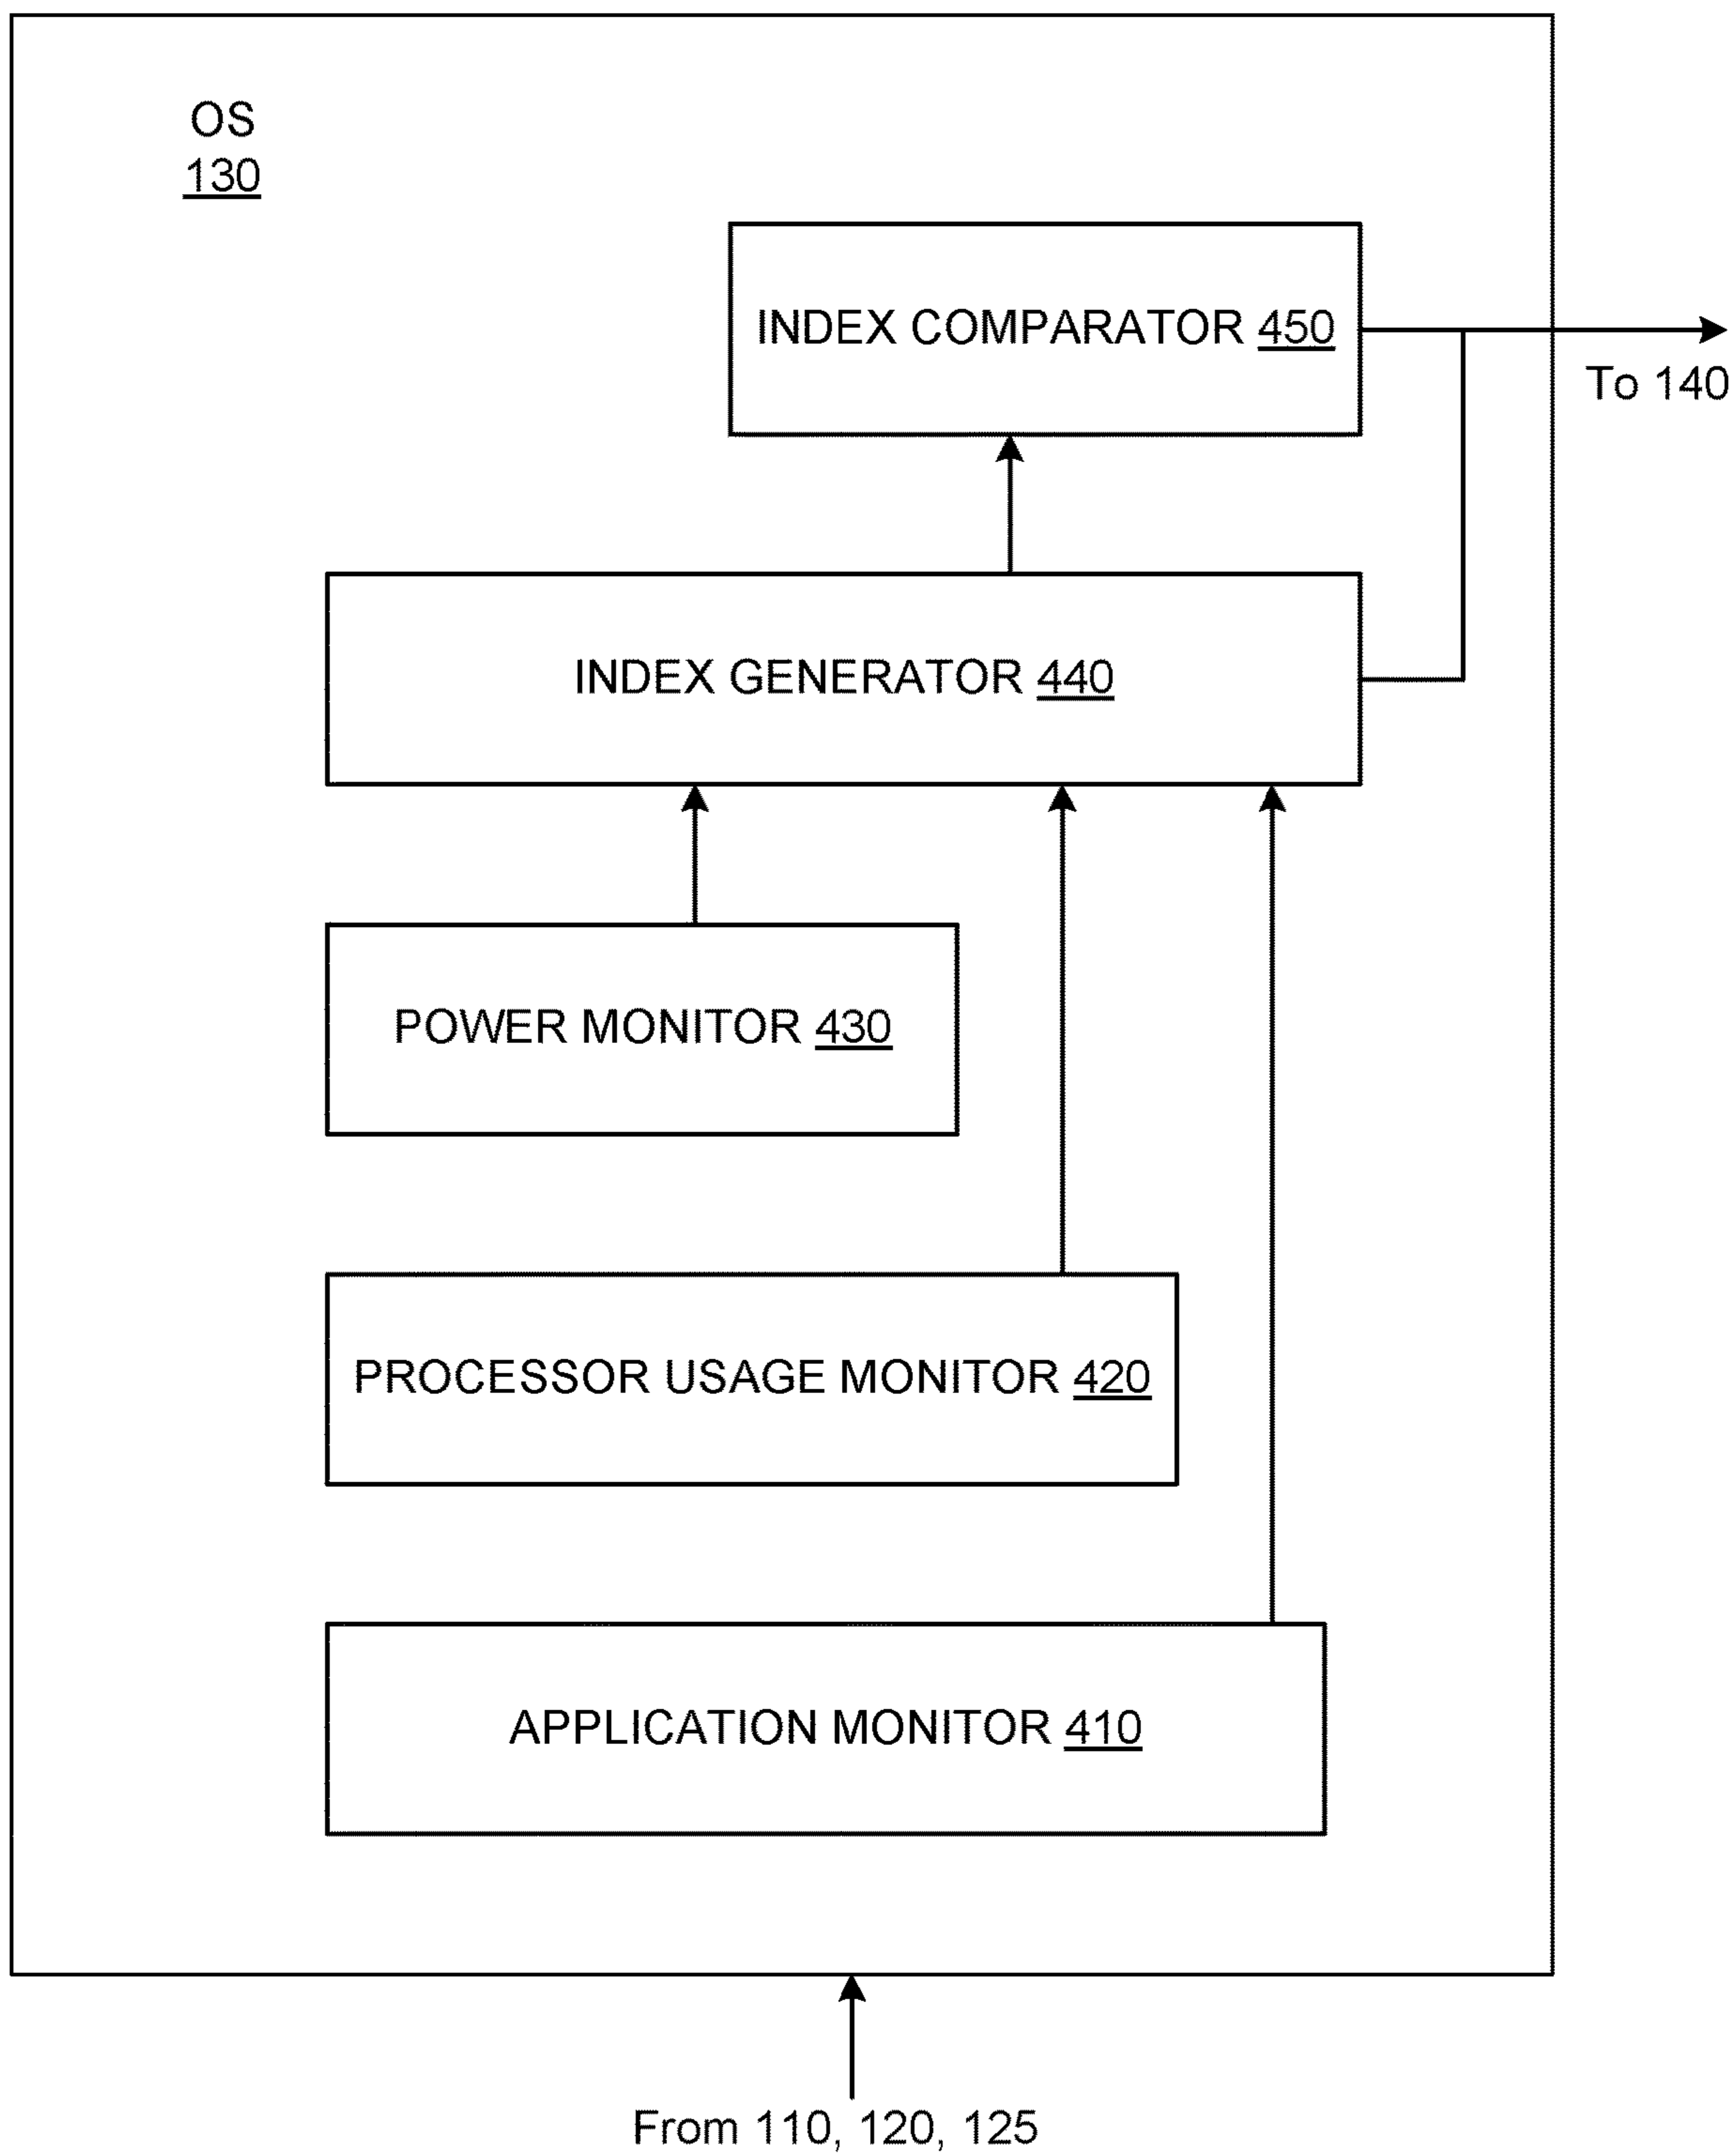 OS
130
INDEX COMPARATOR 450
To 140
INDEX GENERATOR 440
POWER MONITOR 430
PROCESSOR USAGE MONITOR 420
APPLICATION MONITOR 410
From 110, 120, 125